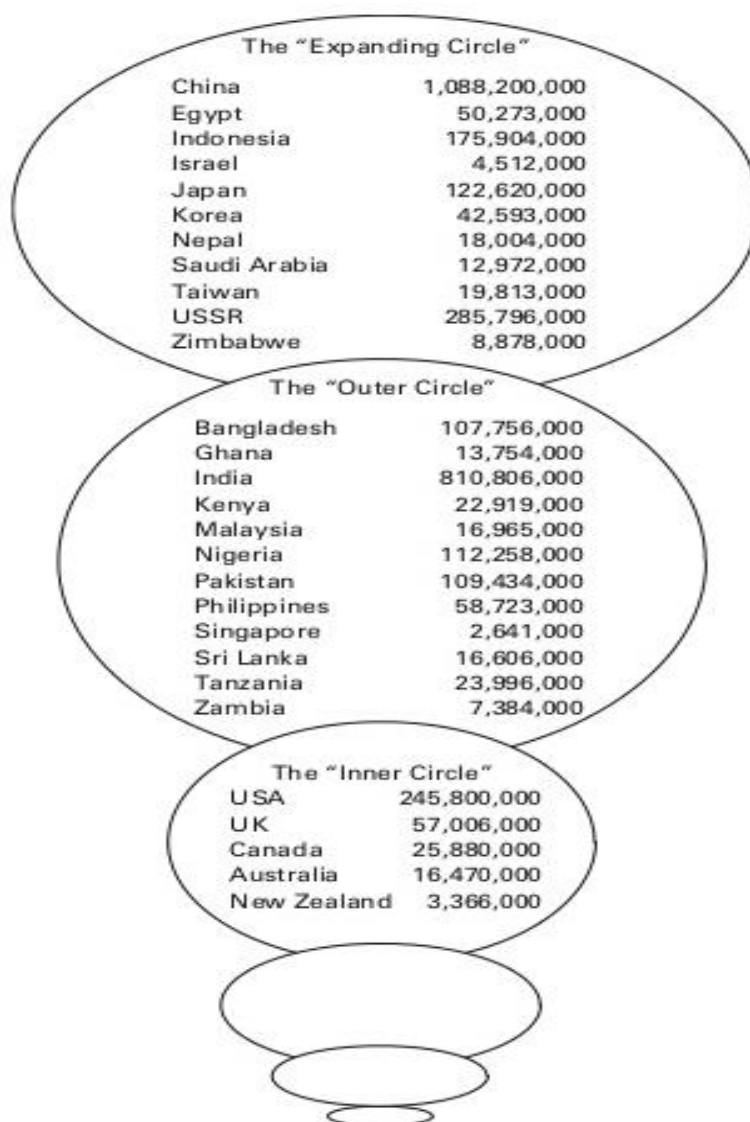 The “Expanding Circle”
China 1,088,200,000
Egypt 50,273,000
Indonesia 175,904,000
Israel 4,512,000
Japan 122,620,000
Korea 42,593,000
Nepal 18,004,000
Saudi Arabia 12,972,000
Taiwan 19,813,000
USSR 285,796,000
Zimbabwe 8,878,000
The “Outer Circle”
Bangladesh 107,756,000
Ghana 13,754,000
India 810,806,000
Kenya 22,919,000
Malaysia 16,965,000
Nigeria 112,258,000
Pakistan 109,434,000
Philippines 58,723,000
Singapore 2,641,000
Sri Lanka 16,606,000
Tanzania 23,996,000
Zambia 7,384,000
The “Inner Circle”
USA 245,800,000
UK 57,006,000
Canada 25,880,000
Australia 16,470,000
New Zealand 3,366,000